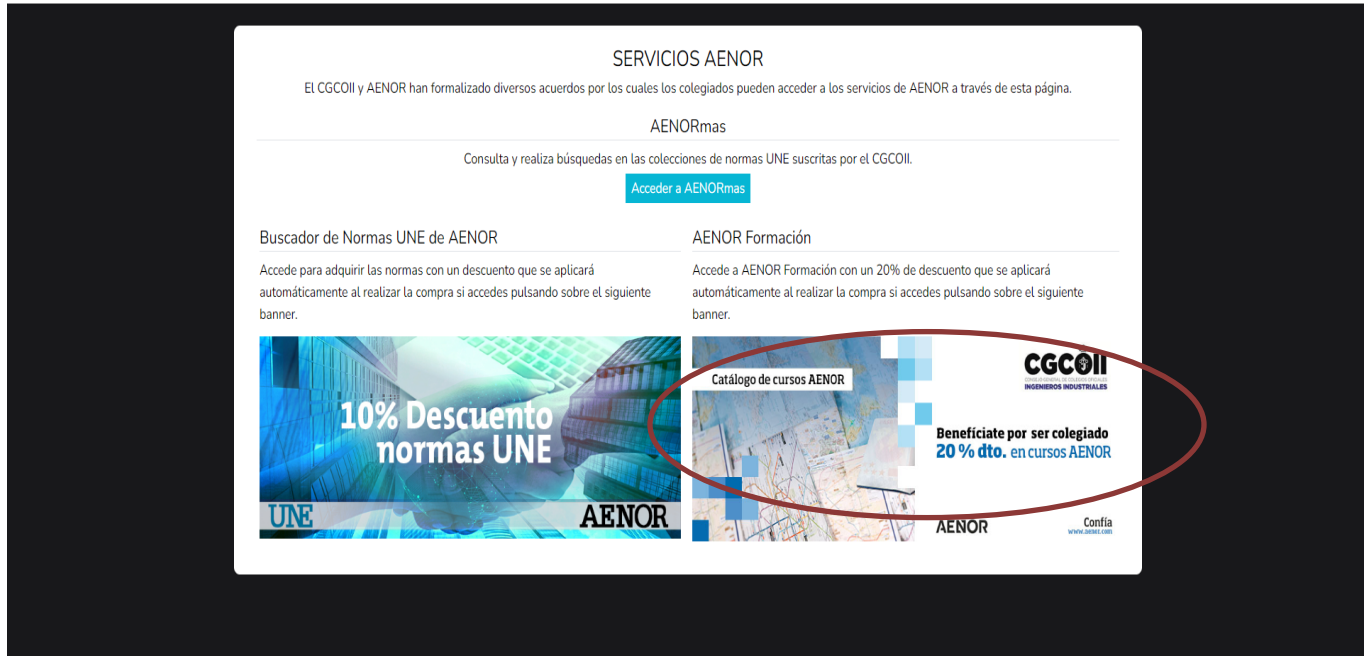 SERVICIOS AENOR
El CGCOII y AENOR han formalizado diversos acuerdos por los cuales los colegiados pueden acceder a los servicios de AENOR a través de esta página.
AENORmas
Consulta y realiza búsquedas en las colecciones de normas UNE suscritas por el CGCOII.
Acceder a AENORmas
Buscador de Normas UNE de AENOR
Accede para adquirir las normas con un descuento que se aplicará
automáticamente al realizar la compra si accedes pulsando sobre el siguiente
banner.
10% Descuento
normas UNE
UNE
AENOR
AENOR Formación
Accede a AENOR Formación con un 20% de descuento que se aplicará
automáticamente al realizar la compra si accedes pulsando sobre el siguiente
banner.
Catálogo de cursos AENOR
CGCOII
CONSEJO GENERAL DE COLEGIOS OFICIALES
INGENIEROS INDUSTRIALES
Benefíciate por ser colegiado
20 % dto. en cursos AENOR
AENOR
Confía
www.aenor.com